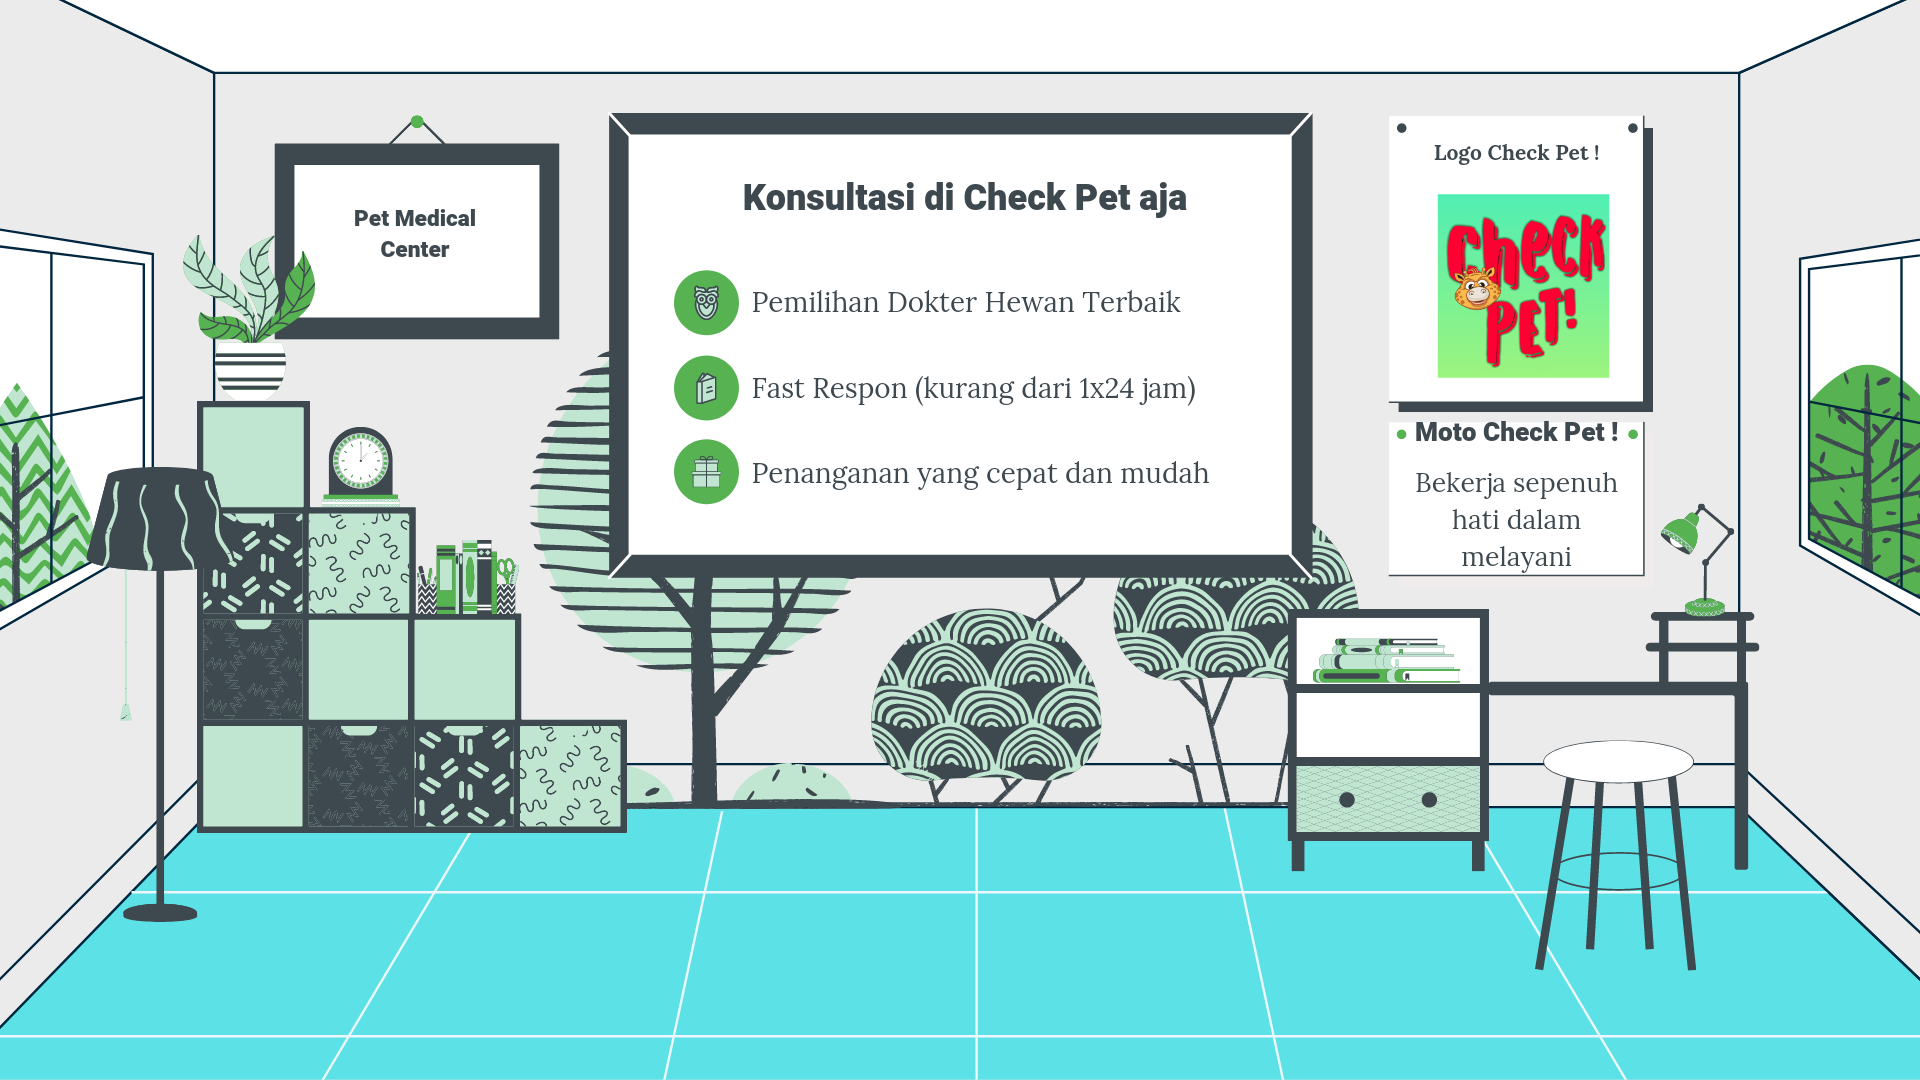 Pet Medical
Center
Konsultasi di Check Pet aja
Pemilihan Dokter Hewan Terbaik
Fast Respon (kurang dari 1x24 jam)
Penanganan yang cepat dan mudah
Logo Check Pet !
Check
PET!
Moto Check Pet !
Bekerja sepenuh
hati dalam
melayani